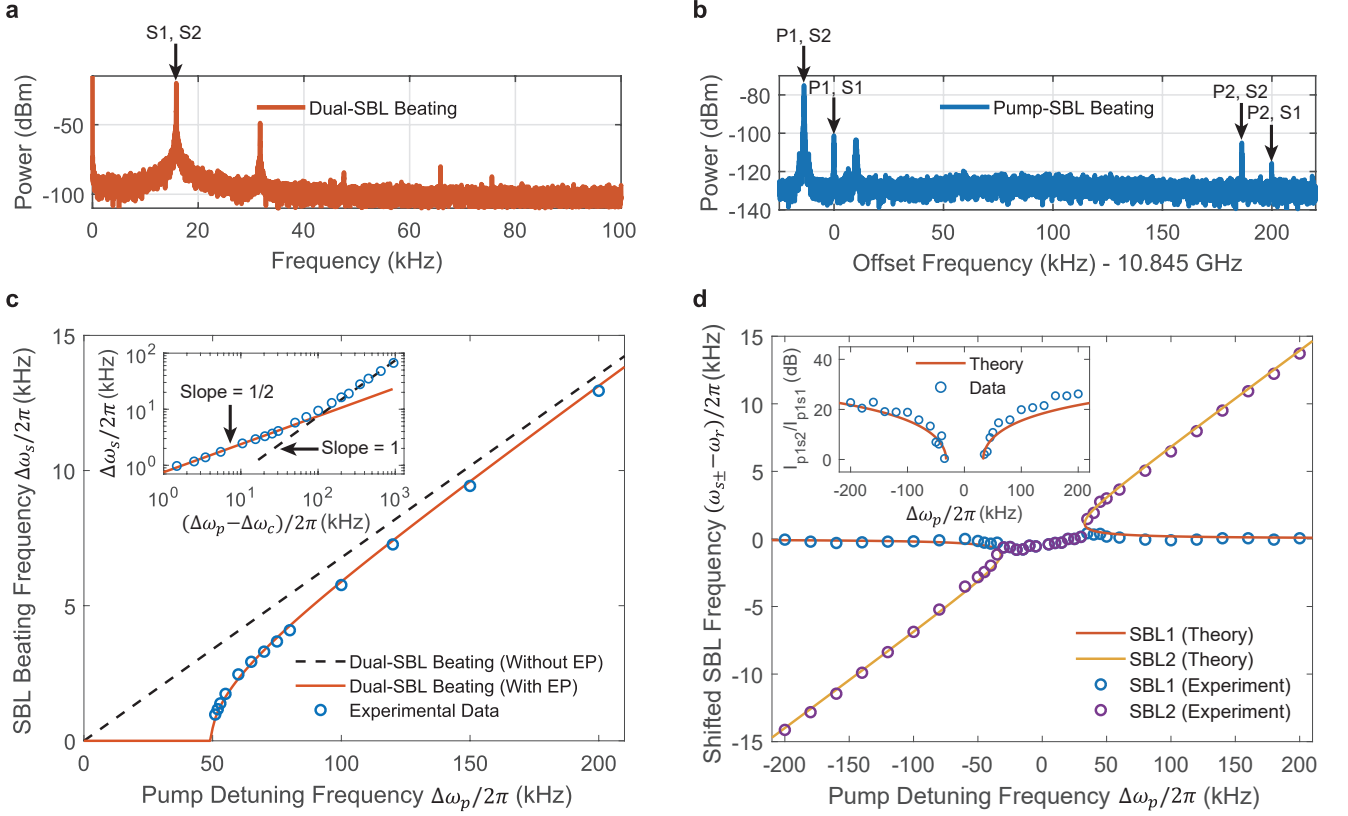 a
S1, S2
Dual-SBL Beating
Power (dBm)
-50
-100
0 20 40 60 80 100
Frequency (kHz)
b
P1, S2
P1, S1
Pump-SBL Beating
P2, S2
P2, S1
Power (dBm)
-80
-100
-120
-140
0 50 100 150 200
Offset Frequency (kHz) - 10.845 GHz
c
SBL Beating Frequency Δω_s/2π (kHz)
15
10
5
0
0 50 100 150 200
Pump Detuning Frequency Δω_p/2π (kHz)
Δω_s/2π (kHz)
10^2
10^1
10^0
Slope = 1/2
Slope = 1
10^0 10^1 10^2 10^3
(Δω_p−Δω_c)/2π (kHz)
Dual-SBL Beating (Without EP)
Dual-SBL Beating (With EP)
Experimental Data
d
Shifted SBL Frequency (ω_{s±}−ω_r)/2π (kHz)
15
10
5
0
-5
-10
-15
-200 -150 -100 -50 0 50 100 150 200
Pump Detuning Frequency Δω_p/2π (kHz)
I_{p1s2}/I_{p1s1} (dB)
40
20
0
Theory
Data
-200 -100 0 100 200
Δω_p/2π (kHz)
SBL1 (Theory)
SBL2 (Theory)
SBL1 (Experiment)
SBL2 (Experiment)